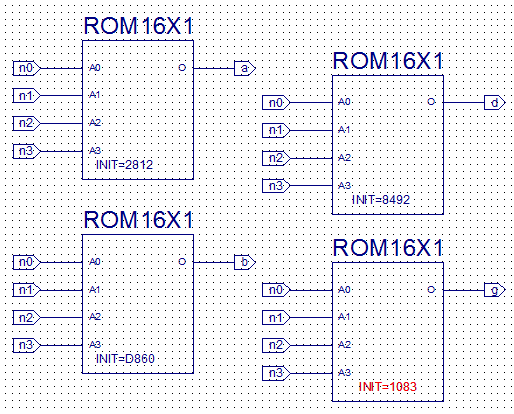 ROM16X1
n0 A0 O a
n1 A1
n2 A2
n3 A3
INIT=2812
ROM16X1
n0 A0 O d
n1 A1
n2 A2
n3 A3
INIT=8492
ROM16X1
n0 A0 O b
n1 A1
n2 A2
n3 A3
INIT=D860
ROM16X1
n0 A0 O g
n1 A1
n2 A2
n3 A3
INIT=1083